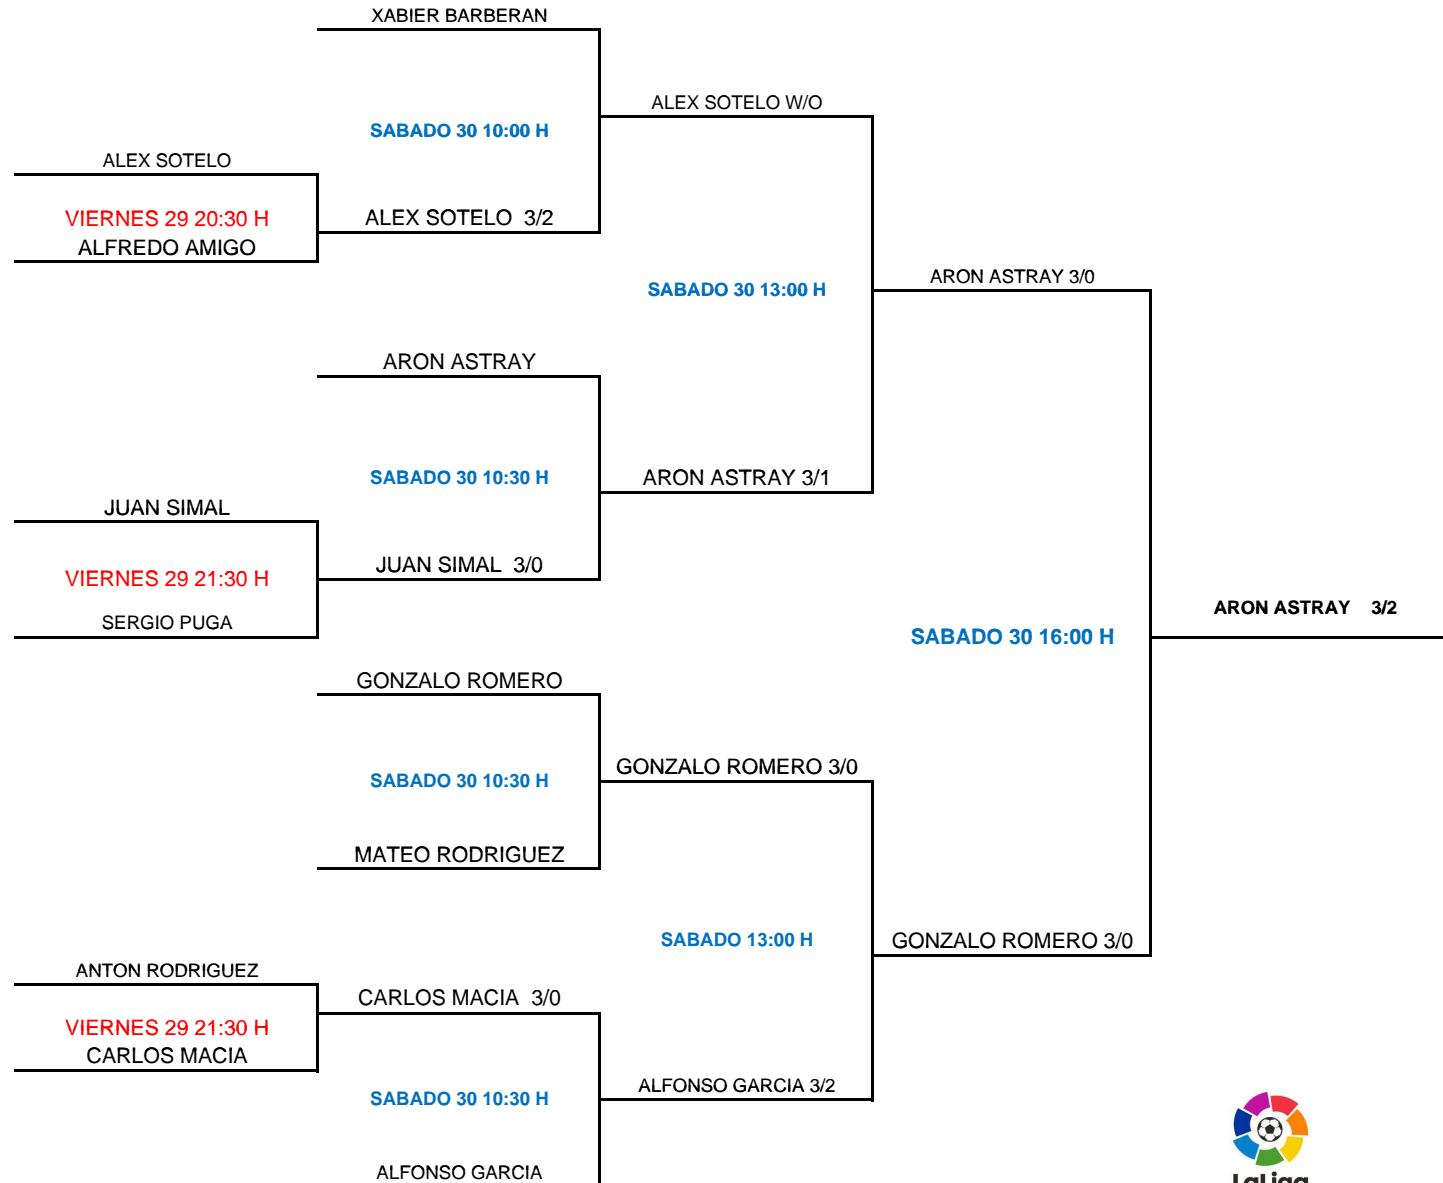 XABIER BARBERAN
ALEX SOTELO W/O
SABADO 30 10:00 H
ALEX SOTELO
VIERNES 29 20:30 H
ALEX SOTELO 3/2
ALFREDO AMIGO
ARON ASTRAY 3/0
SABADO 30 13:00 H
ARON ASTRAY
SABADO 30 10:30 H
ARON ASTRAY 3/1
JUAN SIMAL
JUAN SIMAL 3/0
VIERNES 29 21:30 H
SERGIO PUGA
ARON ASTRAY 3/2
SABADO 30 16:00 H
GONZALO ROMERO
GONZALO ROMERO 3/0
SABADO 30 10:30 H
MATEO RODRIGUEZ
SABADO 13:00 H
GONZALO ROMERO 3/0
ANTON RODRIGUEZ
CARLOS MACIA 3/0
VIERNES 29 21:30 H
CARLOS MACIA
ALFONSO GARCIA 3/2
SABADO 30 10:30 H
ALFONSO GARCIA
LaLiga